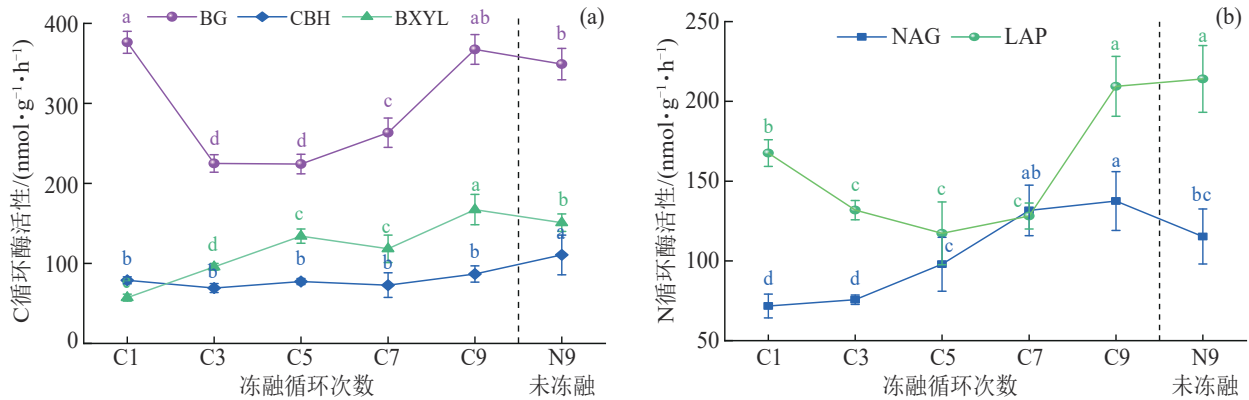 (a)
BG CBH BXYL
C循环酶活性/(nmol·g⁻¹·h⁻¹)
400
300
200
100
0
a d d c ab b
d c c a b
b b b b b a
C1 C3 C5 C7 C9 N9
冻融循环次数 未冻融
(b)
NAG LAP
N循环酶活性/(nmol·g⁻¹·h⁻¹)
250
200
150
100
50
b c c c a a
d d c ab a bc
C1 C3 C5 C7 C9 N9
冻融循环次数 未冻融